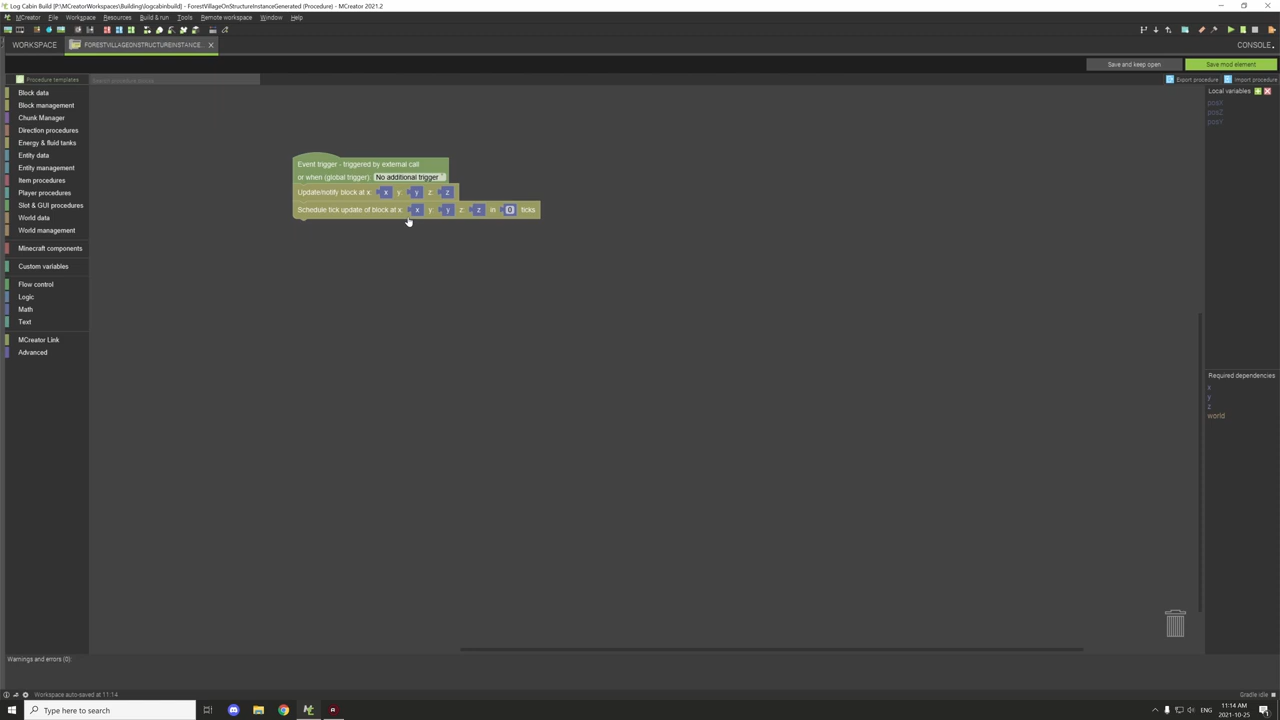 Log Cabin Build [P:\MCreatorWorkspaces\Building\logcabinbuild] - ForestVillageOnStructureInstanceGenerated (Procedure) - MCreator 2021.2
MCreator File Workspace Resources Build & run Tools Remote workspace Window Help
WORKSPACE FORESTVILLAGEONSTRUCTUREINSTANCE... CONSOLE
Save and keep open Save mod element
Procedure templates Search procedure blocks Export procedure Import procedure
Block data
Block management
Chunk Manager
Direction procedures
Energy & fluid tanks
Entity data
Entity management
Item procedures
Player procedures
Slot & GUI procedures
World data
World management
Minecraft components
Custom variables
Flow control
Logic
Math
Text
MCreator Link
Advanced
Event trigger - triggered by external call
or when (global trigger) No additional trigger
Update/notify block at x: x y: y z: z
Schedule tick update of block at x: x y: y z: z in 0 ticks
Local variables
posX
posZ
posY
Required dependencies
x
y
z
world
Warnings and errors (0):
Workspace auto-saved at 11:14 Gradle idle
Type here to search
ENG
11:14 AM
2021-10-25